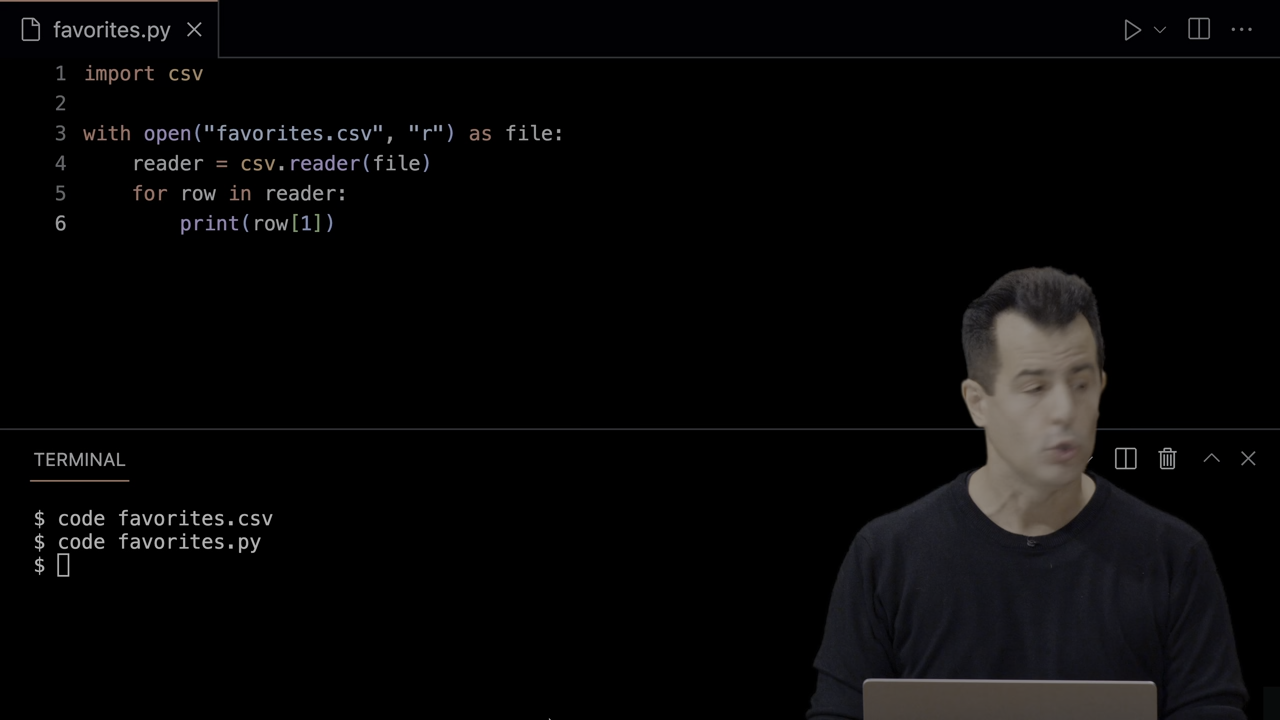 favorites.py
1 import csv
2
3 with open("favorites.csv", "r") as file:
4     reader = csv.reader(file)
5     for row in reader:
6         print(row[1])
TERMINAL
$ code favorites.csv
$ code favorites.py
$